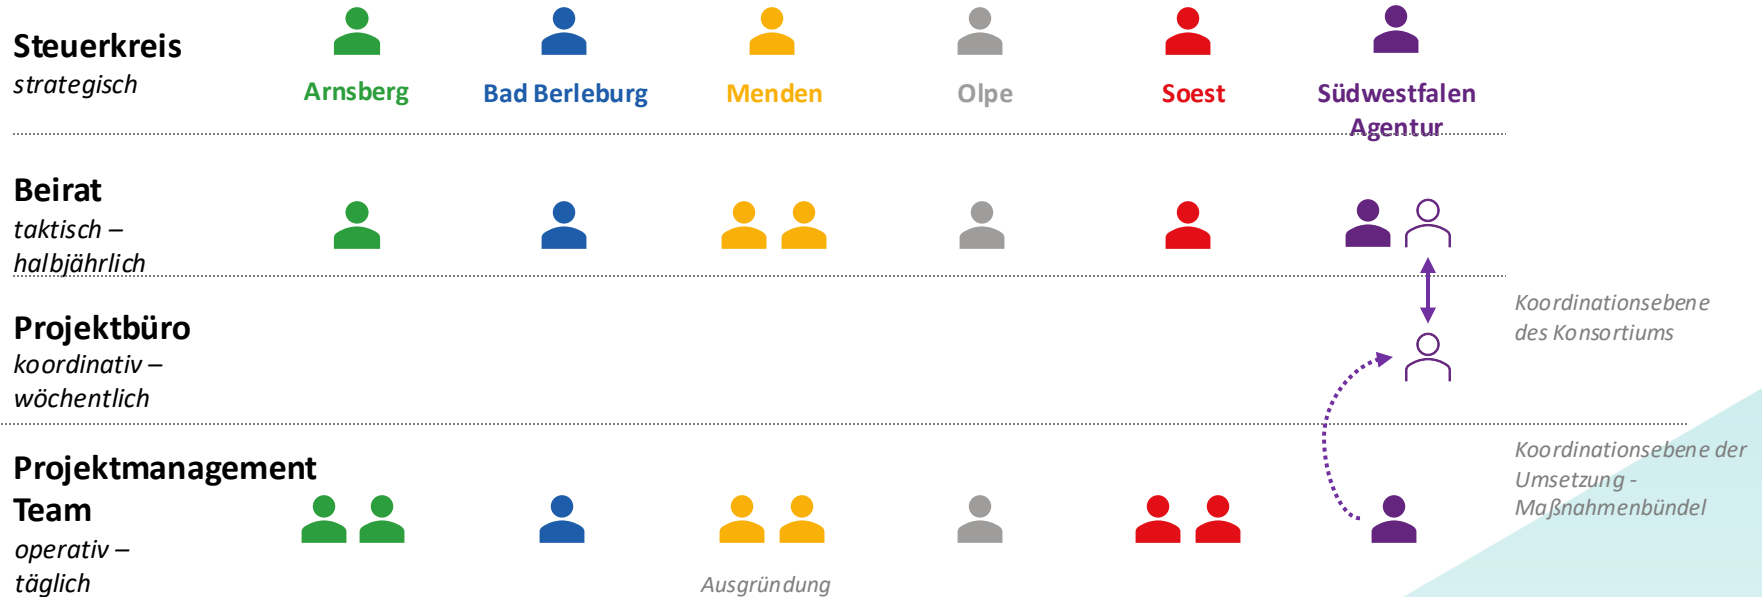 Steuerkreis
strategisch
Arnsberg
Bad Berleburg
Menden
Olpe
Soest
Südwestfalen
Agentur
Beirat
taktisch –
halbjährlich
Projektbüro
koordinativ –
wöchentlich
Koordinationsebene
des Konsortiums
Projektmanagement
Team
operativ –
täglich
Koordinationsebene der
Umsetzung -
Maßnahmenbündel
Ausgründung